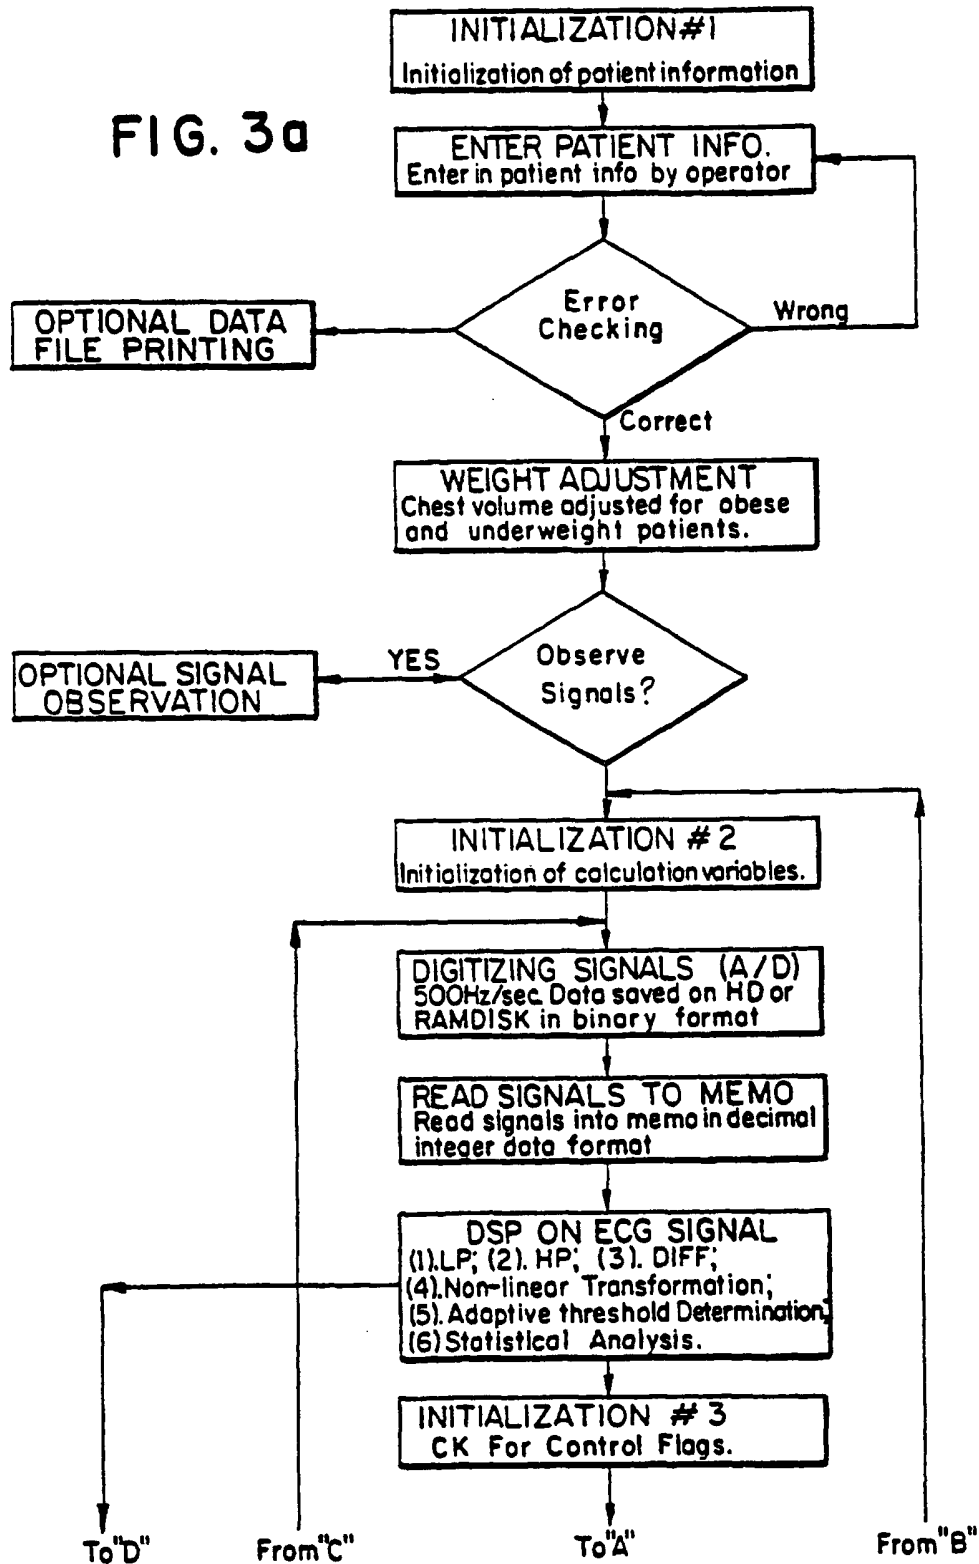 INITIALIZATION #1
Initialization of patient information
FIG. 3a
ENTER PATIENT INFO.
Enter in patient info by operator
Error
Checking
Wrong
OPTIONAL DATA
FILE PRINTING
Correct
WEIGHT ADJUSTMENT
Chest volume adjusted for obese
and underweight patients.
Observe
Signals?
YES
OPTIONAL SIGNAL
OBSERVATION
INITIALIZATION #2
Initialization of calculation variables.
DIGITIZING SIGNALS (A/D)
500Hz/sec. Data saved on HD or
RAMDISK in binary format
READ SIGNALS TO MEMO
Read signals into memo in decimal
integer data format
DSP ON ECG SIGNAL
(1).LP; (2). HP; (3). DIFF;
(4).Non-linear Transformation;
(5). Adaptive threshold Determination;
(6) Statistical Analysis.
INITIALIZATION #3
CK For Control Flags.
To"D"
From"C"
To"A"
From"B"